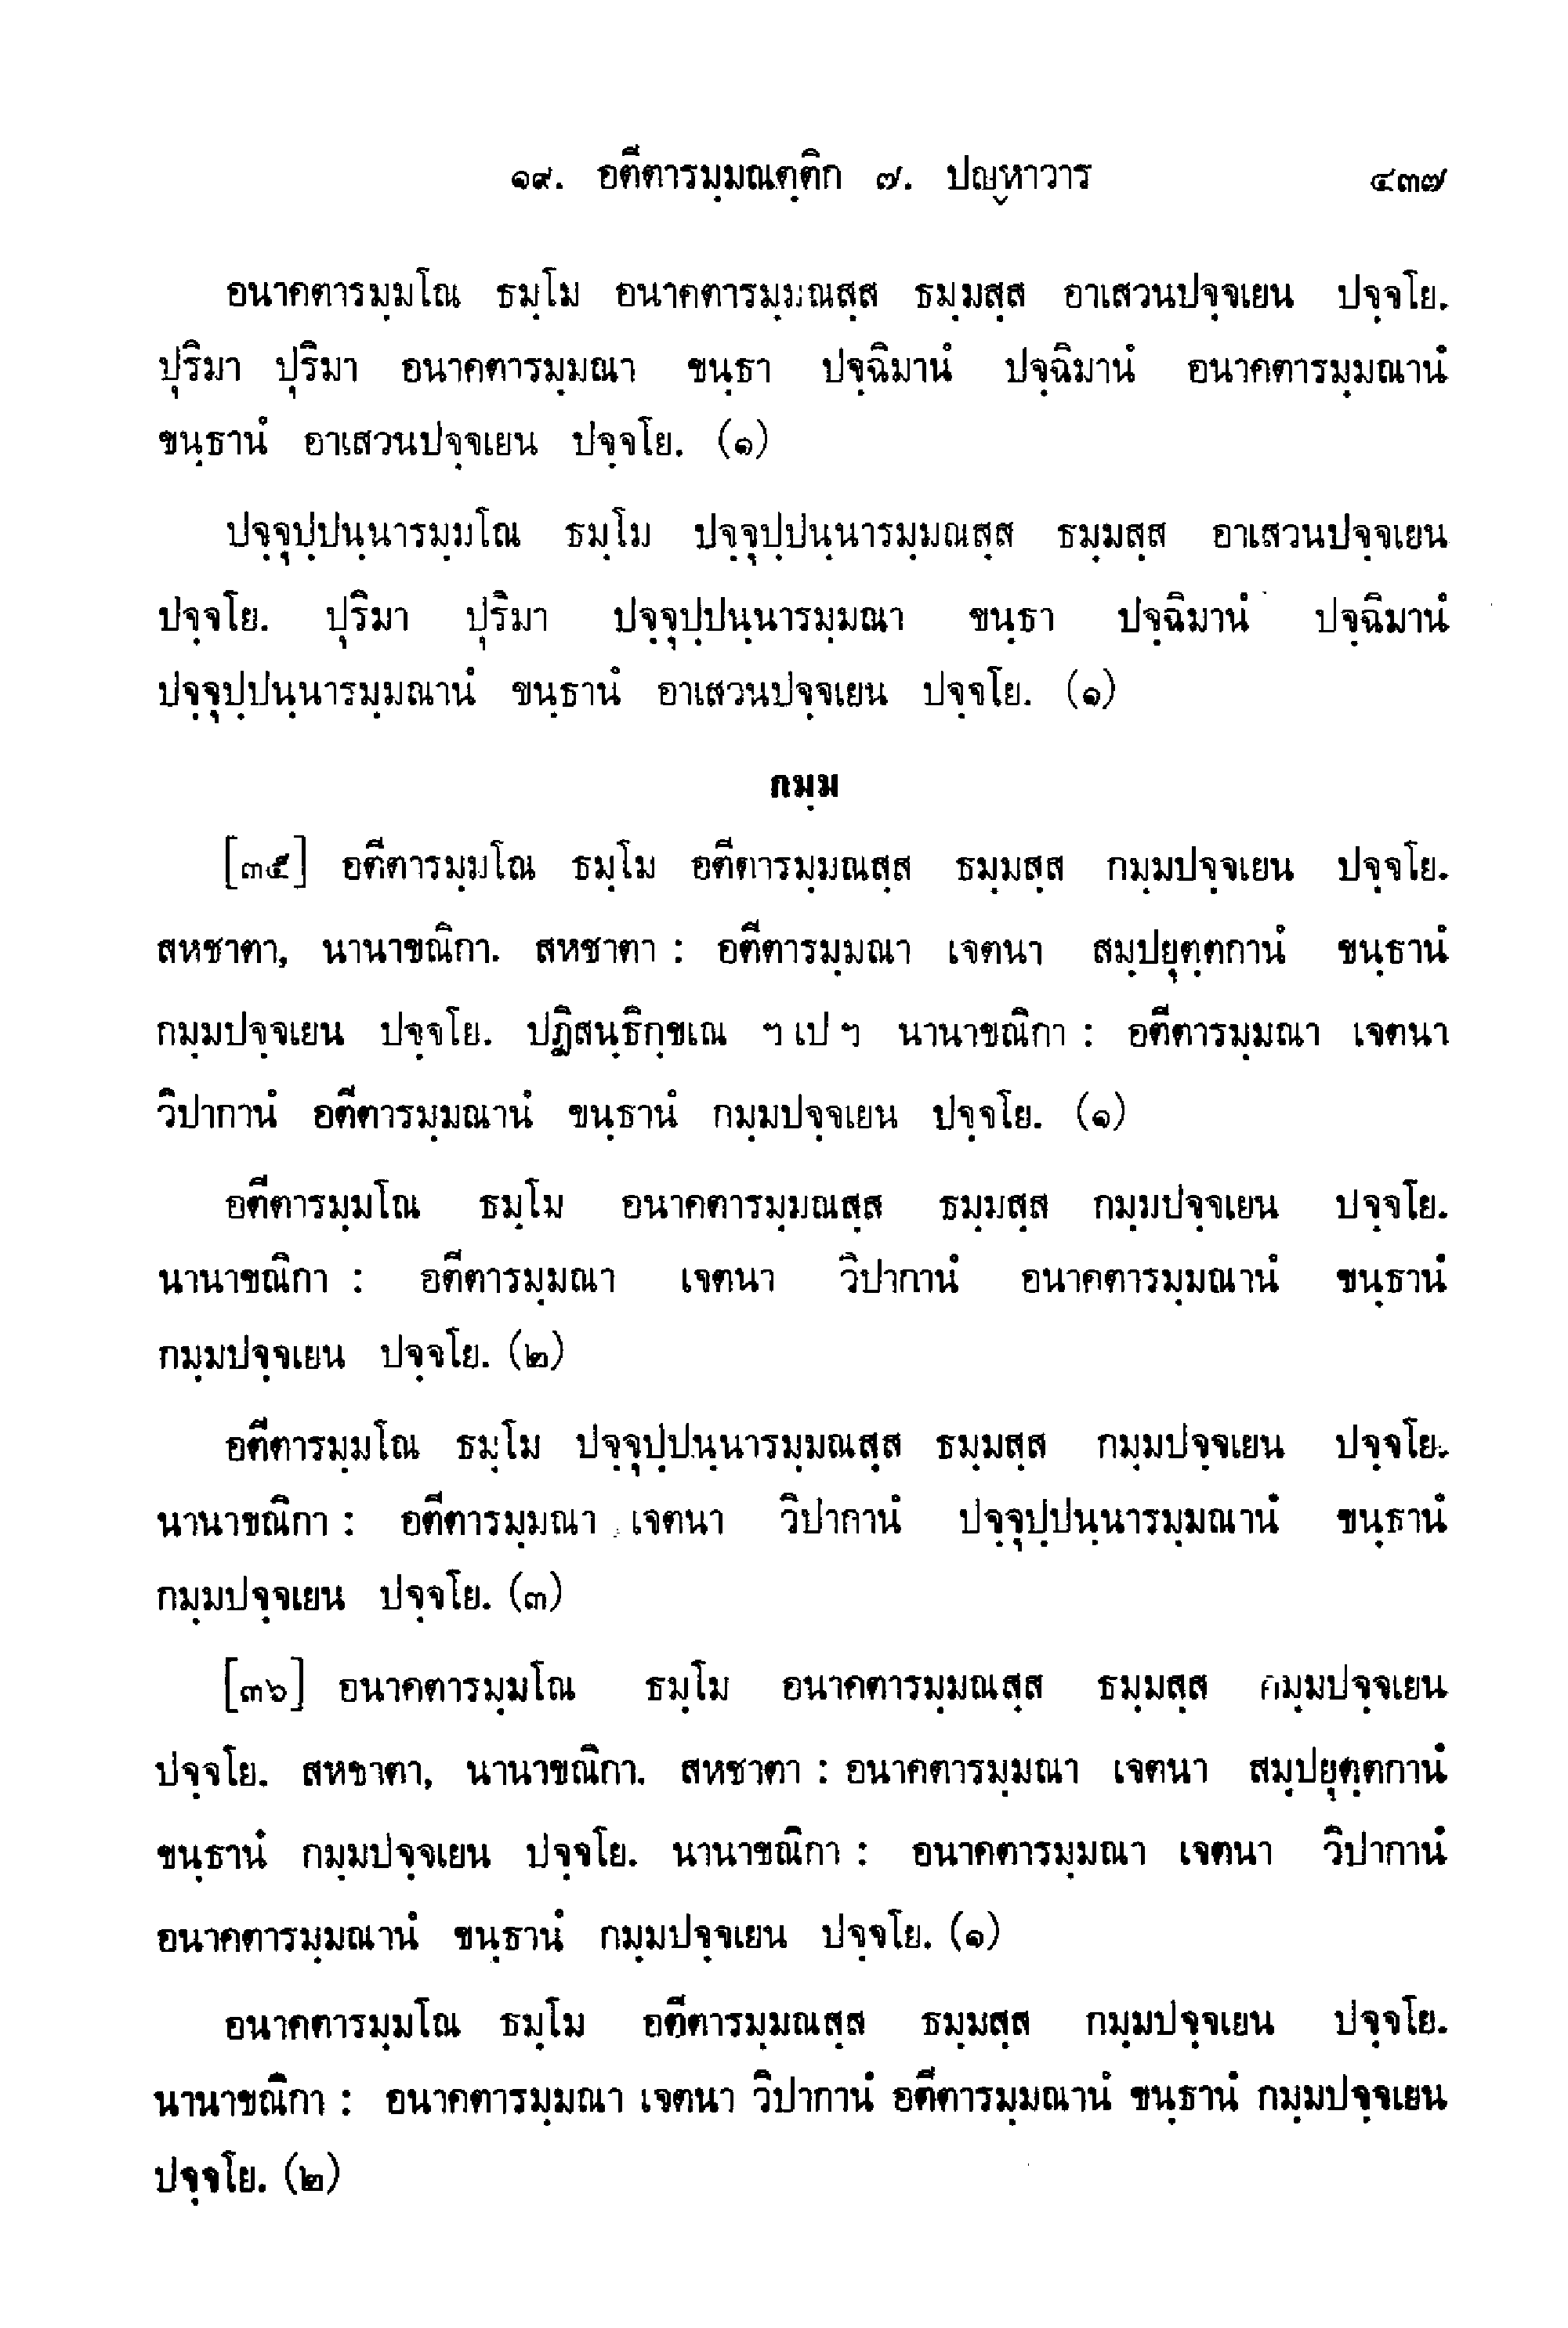 ๑๙. อตีตารมฺมณตฺติก ๗. ปญฺหาวาร ๔๓๗
อนาคตารมฺมโณ ธมฺโม อนาคตารมฺมณสฺส ธมฺมสฺส อาเสวนปจฺจเยน ปจฺจโย.
ปุริมา ปุริมา อนาคตารมฺมณา ขนฺธา ปจฺฉิมานํ ปจฺฉิมานํ อนาคตารมฺมณานํ
ขนฺธานํ อาเสวนปจฺจเยน ปจฺจโย. (๑)
ปจฺจุปฺปนฺนารมฺมโณ ธมฺโม ปจฺจุปฺปนฺนารมฺมณสฺส ธมฺมสฺส อาเสวนปจฺจเยน
ปจฺจโย. ปุริมา ปุริมา ปจฺจุปฺปนฺนารมฺมณา ขนฺธา ปจฺฉิมานํ ปจฺฉิมานํ
ปจฺจุปฺปนฺนารมฺมณานํ ขนฺธานํ อาเสวนปจฺจเยน ปจฺจโย. (๑)
กมฺม
[๓๕] อตีตารมฺมโณ ธมฺโม อตีตารมฺมณสฺส ธมฺมสฺส กมฺมปจฺจเยน ปจฺจโย.
สหชาตา, นานาขณิกา. สหชาตา : อตีตารมฺมณา เจตนา สมฺปยุตฺตกานํ ขนฺธานํ
กมฺมปจฺจเยน ปจฺจโย. ปฏิสนฺธิกฺขเณ ฯ เป ฯ นานาขณิกา : อตีตารมฺมณา เจตนา
วิปากานํ อตีตารมฺมณานํ ขนฺธานํ กมฺมปจฺจเยน ปจฺจโย. (๑)
อตีตารมฺมโณ ธมฺโม อนาคตารมฺมณสฺส ธมฺมสฺส กมฺมปจฺจเยน ปจฺจโย.
นานาขณิกา : อตีตารมฺมณา เจตนา วิปากานํ อนาคตารมฺมณานํ ขนฺธานํ
กมฺมปจฺจเยน ปจฺจโย. (๒)
อตีตารมฺมโณ ธมฺโม ปจฺจุปฺปนฺนารมฺมณสฺส ธมฺมสฺส กมฺมปจฺจเยน ปจฺจโย.
นานาขณิกา : อตีตารมฺมณา เจตนา วิปากานํ ปจฺจุปฺปนฺนารมฺมณานํ ขนฺธานํ
กมฺมปจฺจเยน ปจฺจโย. (๓)
[๓๖] อนาคตารมฺมโณ ธมฺโม อนาคตารมฺมณสฺส ธมฺมสฺส กมฺมปจฺจเยน
ปจฺจโย. สหชาตา, นานาขณิกา. สหชาตา : อนาคตารมฺมณา เจตนา สมฺปยุตฺตกานํ
ขนฺธานํ กมฺมปจฺจเยน ปจฺจโย. นานาขณิกา : อนาคตารมฺมณา เจตนา วิปากานํ
อนาคตารมฺมณานํ ขนฺธานํ กมฺมปจฺจเยน ปจฺจโย. (๑)
อนาคตารมฺมโณ ธมฺโม อตีตารมฺมณสฺส ธมฺมสฺส กมฺมปจฺจเยน ปจฺจโย.
นานาขณิกา : อนาคตารมฺมณา เจตนา วิปากานํ อตีตารมฺมณานํ ขนฺธานํ กมฺมปจฺจเยน
ปจฺจโย. (๒)